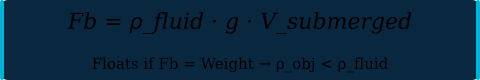 Fb = ρ_fluid · g · V_submerged
Floats if Fb = Weight → ρ_obj < ρ_fluid